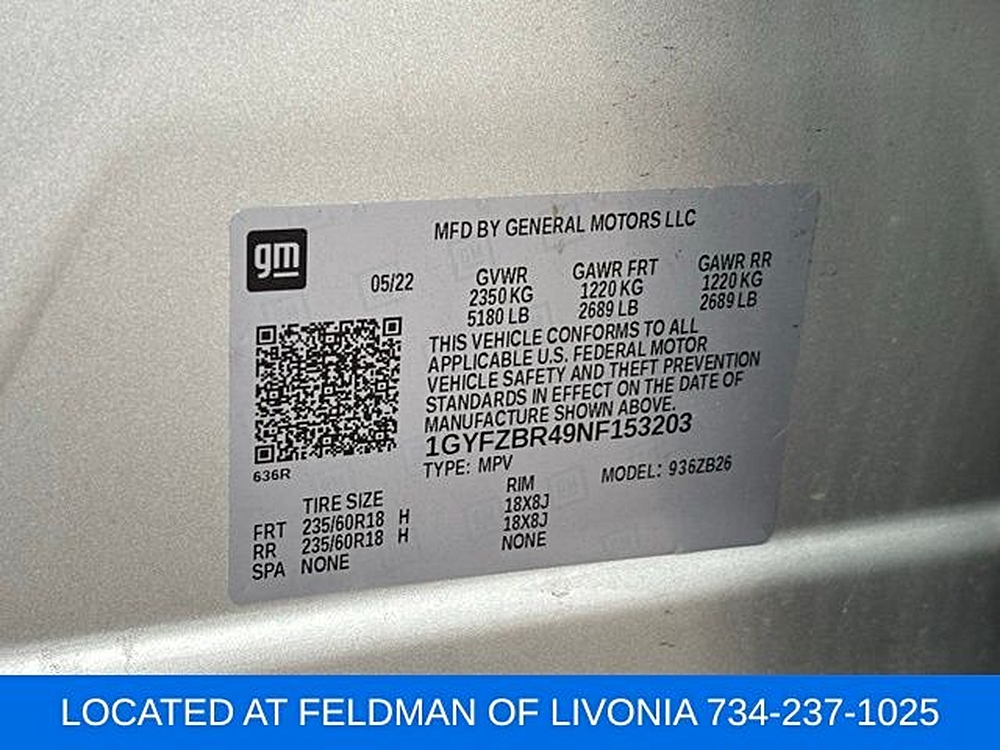 MFD BY GENERAL MOTORS LLC
gm
05/22
GVWR GAWR FRT GAWR RR
2350 KG 1220 KG 1220 KG
5180 LB 2689 LB 2689 LB
THIS VEHICLE CONFORMS TO ALL
APPLICABLE U.S. FEDERAL MOTOR
VEHICLE SAFETY AND THEFT PREVENTION
STANDARDS IN EFFECT ON THE DATE OF
MANUFACTURE SHOWN ABOVE.
1GYFZBR49NF153203
636R
TYPE: MPV MODEL: 936ZB26
TIRE SIZE RIM
FRT 235/60R18 H 18X8J
RR 235/60R18 H 18X8J
SPA NONE NONE
LOCATED AT FELDMAN OF LIVONIA 734-237-1025